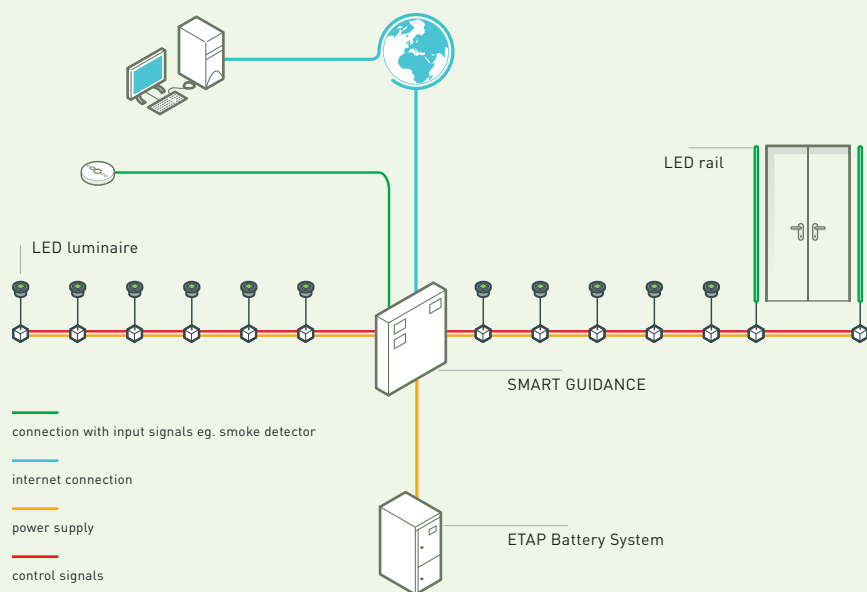 LED rail
LED luminaire
SMART GUIDANCE
connection with input signals eg. smoke detector
internet connection
power supply
ETAP Battery System
control signals